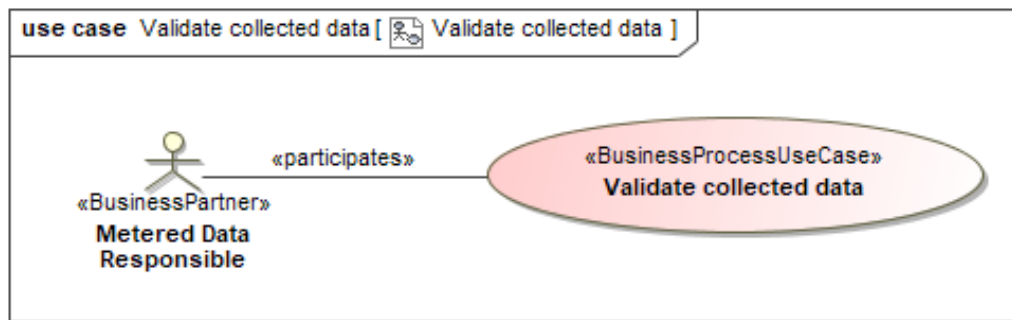 use case Validate collected data [ Validate collected data ]
«participates»
«BusinessProcessUseCase»
Validate collected data
«BusinessPartner»
Metered Data
Responsible